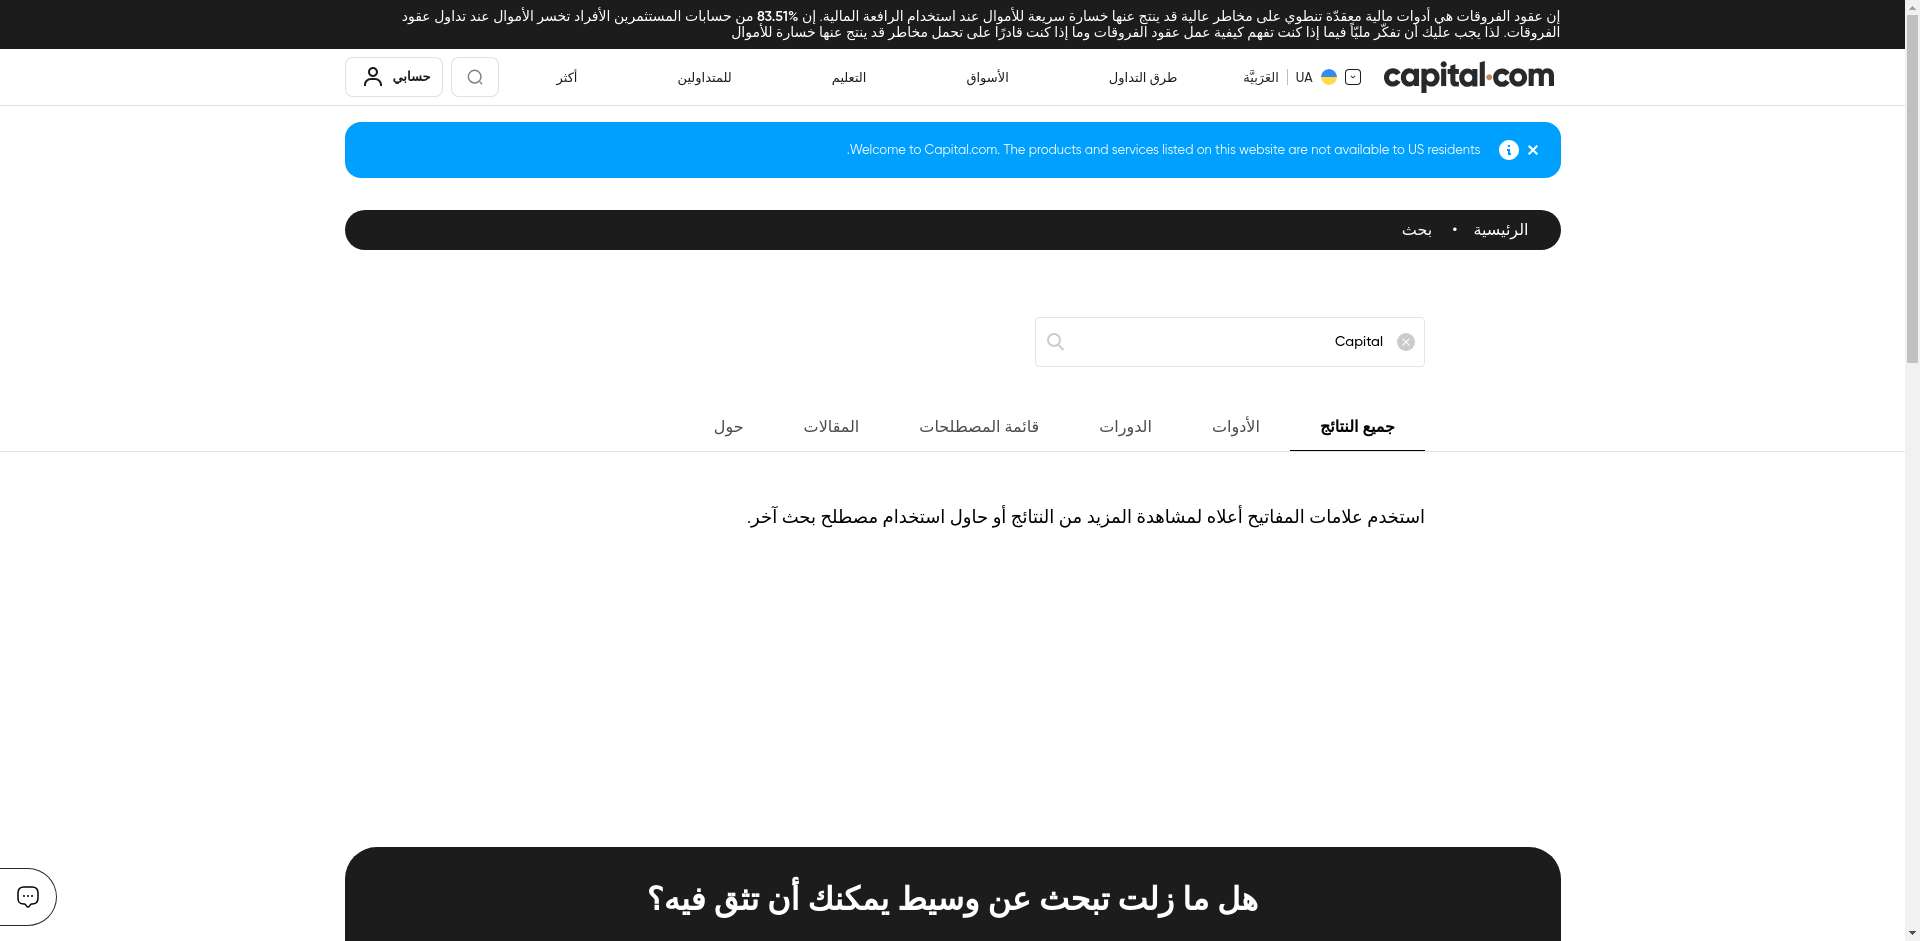 إن عقود الفروقات هي أدوات مالية معقدّة تنطوي على مخاطر عالية قد ينتج عنها خسارة سريعة للأموال عند استخدام الرافعة المالية. إن 83.51% من حسابات المستثمرين الأفراد تخسر الأموال عند تداول عقود
الفروقات. لذا يجب عليك أن تفكّر مليّاً فيما إذا كنت تفهم كيفية عمل عقود الفروقات وما إذا كنت قادرًا على تحمل مخاطر قد ينتج عنها خسارة للأموال
capital.com
UA
العَرَبِيَّة
طرق التداول
الأسواق
التعليم
للمتداولين
أكثر
حسابي
Welcome to Capital.com. The products and services listed on this website are not available to US residents.
الرئيسية • بحث
Capital
جميع النتائج
الأدوات
الدورات
قائمة المصطلحات
المقالات
حول
استخدم علامات المفاتيح أعلاه لمشاهدة المزيد من النتائج أو حاول استخدام مصطلح بحث آخر.
هل ما زلت تبحث عن وسيط يمكنك أن تثق فيه؟